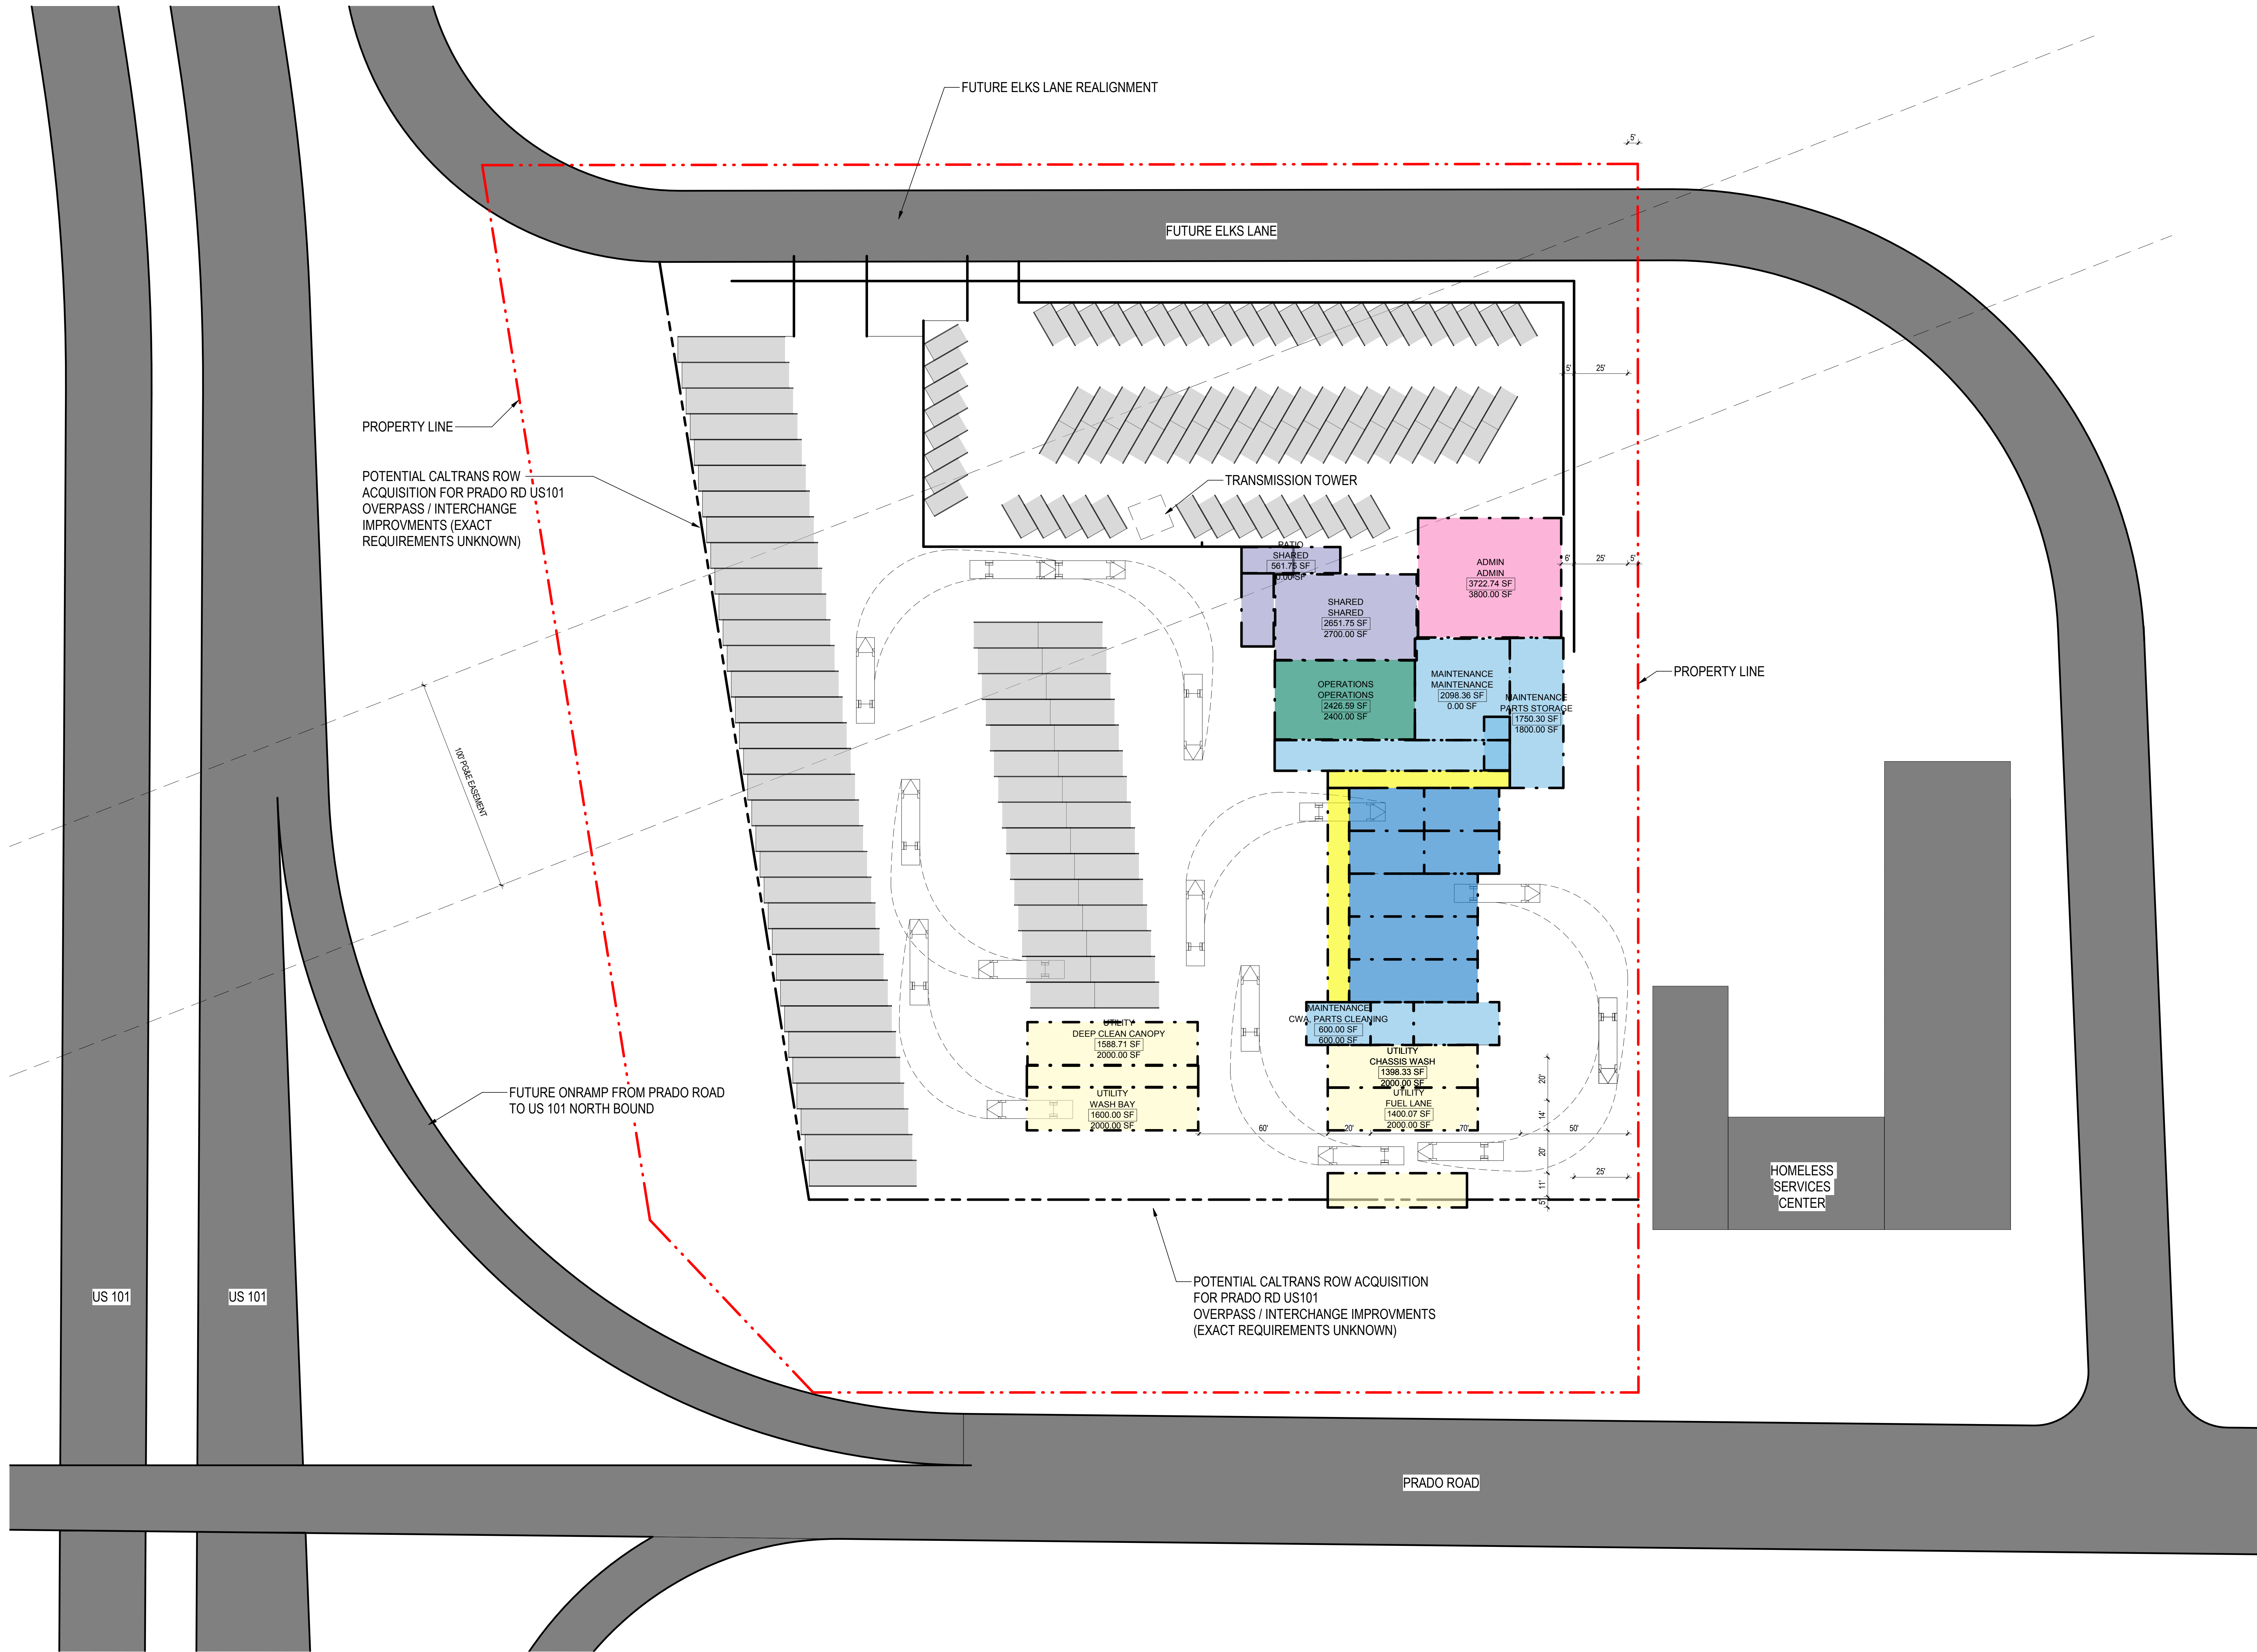 FUTURE ELKS LANE REALIGNMENT
5'
FUTURE ELKS LANE
5'
25'
PROPERTY LINE
POTENTIAL CALTRANS ROW
ACQUISITION FOR PRADO RD US101
OVERPASS / INTERCHANGE
IMPROVMENTS (EXACT
REQUIREMENTS UNKNOWN)
TRANSMISSION TOWER
PATIO
SHARED
561.75 SF
0.00 SF
ADMIN
ADMIN
3722.74 SF
3800.00 SF
6'
25'
5'
SHARED
SHARED
2651.75 SF
2700.00 SF
OPERATIONS
OPERATIONS
2426.59 SF
2400.00 SF
MAINTENANCE
MAINTENANCE
2098.36 SF
0.00 SF
MAINTENANCE
PARTS STORAGE
1750.30 SF
1800.00 SF
PROPERTY LINE
100' PG&E EASEMENT
MAINTENANCE
CWA, PARTS CLEANING
600.00 SF
600.00 SF
UTILITY
DEEP CLEAN CANOPY
1588.71 SF
2000.00 SF
UTILITY
CHASSIS WASH
1398.33 SF
2000.00 SF
UTILITY
WASH BAY
1600.00 SF
2000.00 SF
UTILITY
FUEL LANE
1400.07 SF
2000.00 SF
20'
14'
20'
11'
5'
60'
20'
70'
50'
25'
FUTURE ONRAMP FROM PRADO ROAD
TO US 101 NORTH BOUND
HOMELESS
SERVICES
CENTER
POTENTIAL CALTRANS ROW ACQUISITION
FOR PRADO RD US101
OVERPASS / INTERCHANGE IMPROVMENTS
(EXACT REQUIREMENTS UNKNOWN)
US 101
US 101
PRADO ROAD